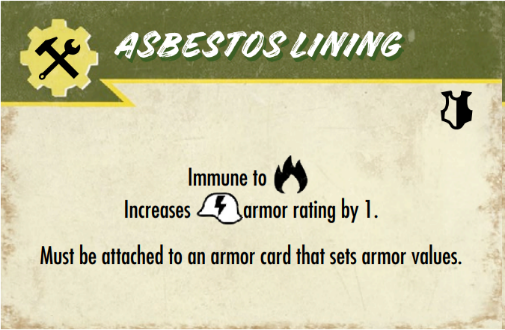 ASBESTOS LINING
Immune to
Increases armor rating by 1.
Must be attached to an armor card that sets armor values.